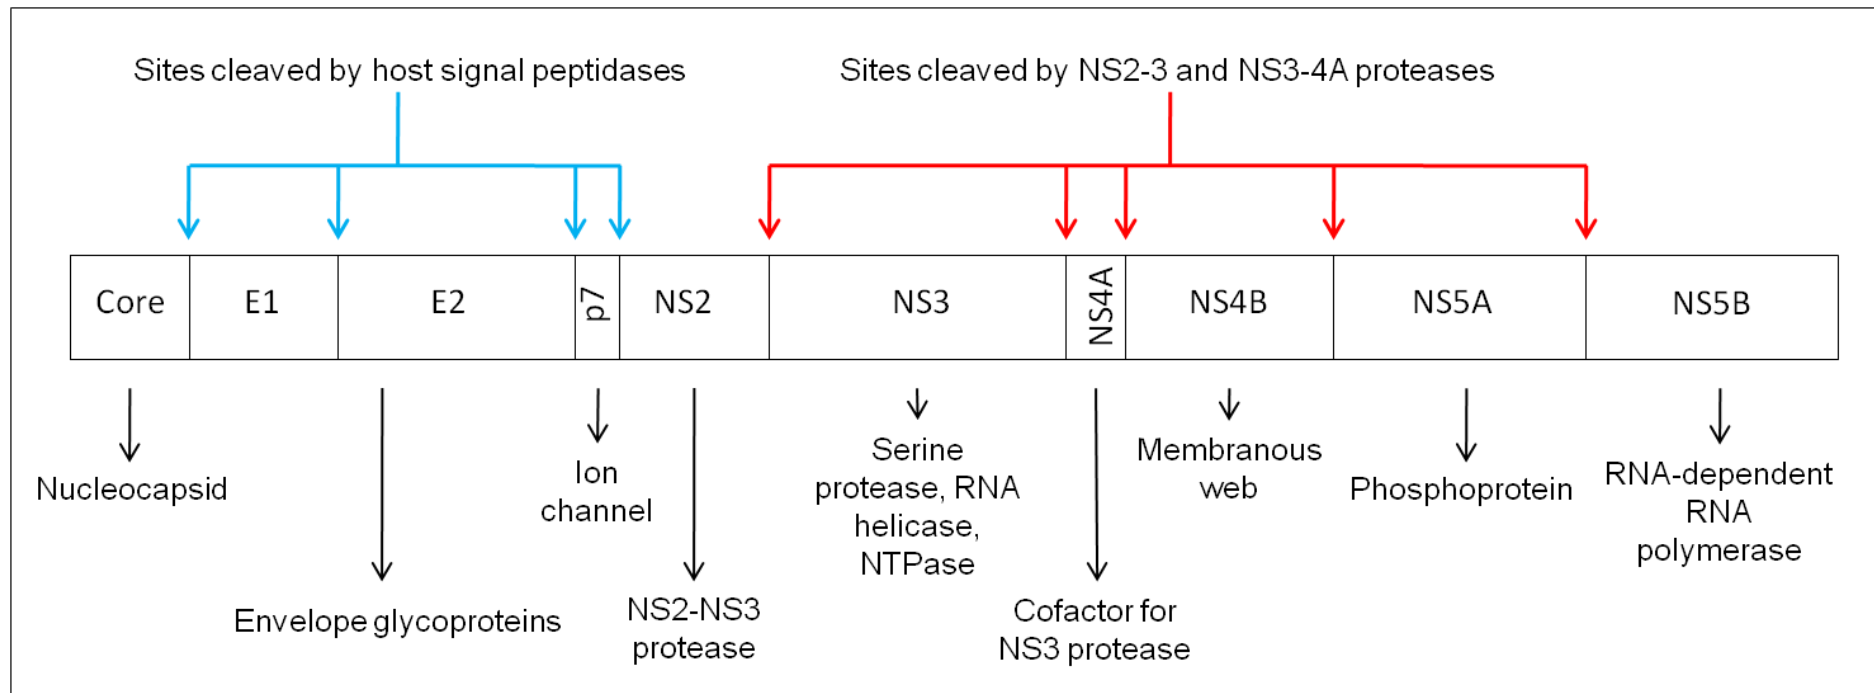 Sites cleaved by host signal peptidases
Sites cleaved by NS2-3 and NS3-4A proteases
Core
E1
E2
p7
NS2
NS3
NS4A
NS4B
NS5A
NS5B
Nucleocapsid
Envelope glycoproteins
Ion
channel
NS2-NS3
protease
Serine
protease, RNA
helicase,
NTPase
Cofactor for
NS3 protease
Membranous
web
Phosphoprotein
RNA-dependent
RNA
polymerase